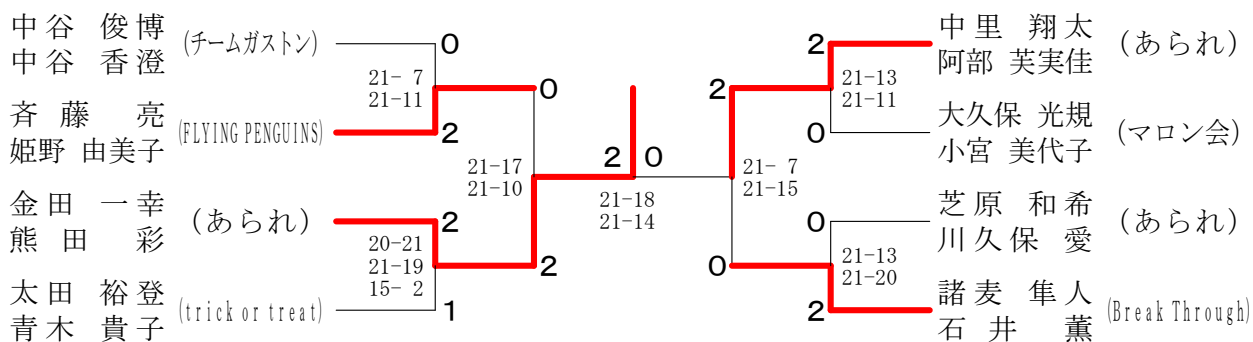 中谷 俊博
中谷 香澄
(チームガストン)
0
21- 7
21-11
斉藤 亮
姫野 由美子
(FLYING PENGUINS)
2
0
21-17
21-10
金田 一幸
熊田 彩
(あられ)
2
20-21
21-19
15- 2
2
太田 裕登
青木 貴子
(trick or treat)
1
2 0
21-18
21-14
中里 翔太
阿部 芙実佳
(あられ)
2
21-13
21-11
2
大久保 光規
小宮 美代子
(マロン会)
0
21- 7
21-15
芝原 和希
川久保 愛
(あられ)
0
21-13
21-20
0
諸麦 隼人
石井 薫
(Break Through)
2